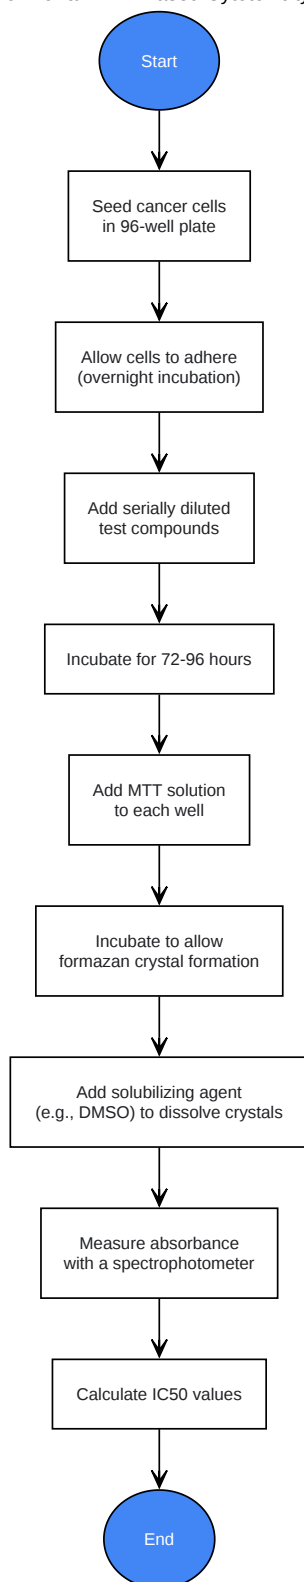 Start
Seed cancer cells
in 96-well plate
Allow cells to adhere
(overnight incubation)
Add serially diluted
test compounds
Incubate for 72-96 hours
Add MTT solution
to each well
Incubate to allow
formazan crystal formation
Add solubilizing agent
(e.g., DMSO) to dissolve crystals
Measure absorbance
with a spectrophotometer
Calculate IC50 values
End